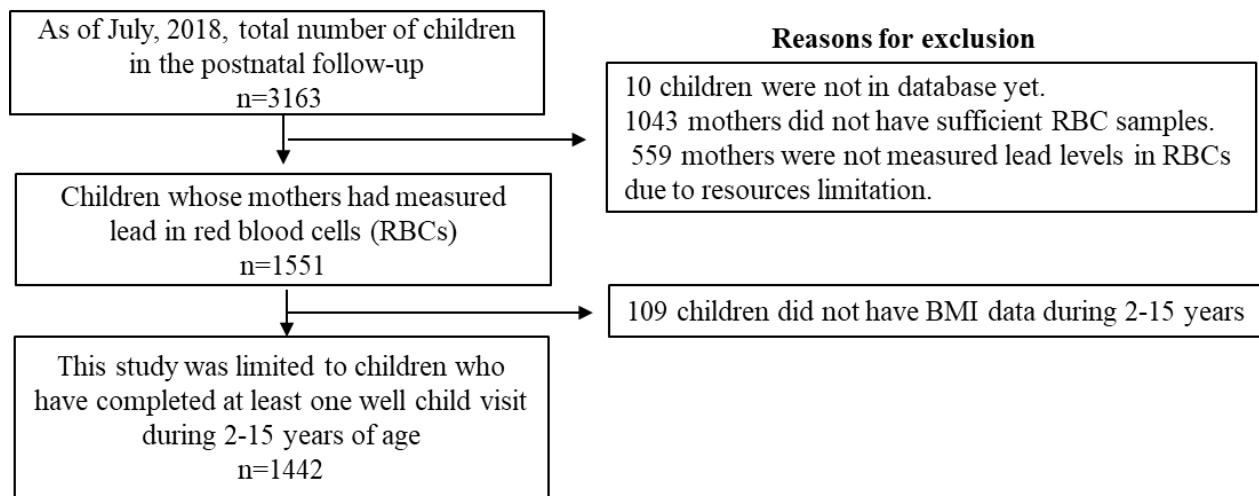 As of July, 2018, total number of children
in the postnatal follow-up
n=3163
Reasons for exclusion
10 children were not in database yet.
1043 mothers did not have sufficient RBC samples.
559 mothers were not measured lead levels in RBCs
due to resources limitation.
Children whose mothers had measured
lead in red blood cells (RBCs)
n=1551
109 children did not have BMI data during 2-15 years
This study was limited to children who
have completed at least one well child visit
during 2-15 years of age
n=1442